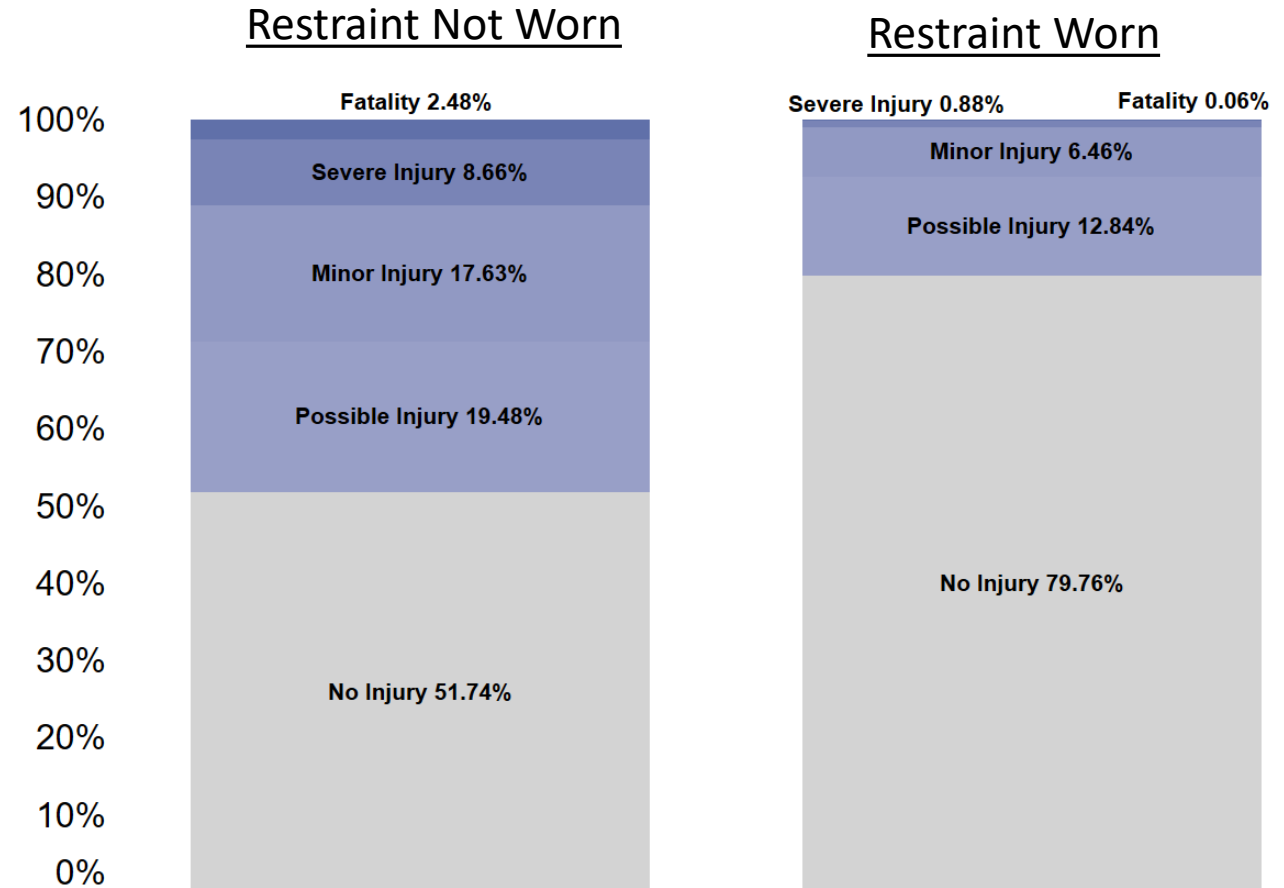 Restraint Not Worn
Restraint Worn
Fatality 2.48%
Severe Injury 0.88%
Fatality 0.06%
100%
90%
80%
70%
60%
50%
40%
30%
20%
10%
0%
Severe Injury 8.66%
Minor Injury 17.63%
Possible Injury 19.48%
No Injury 51.74%
Minor Injury 6.46%
Possible Injury 12.84%
No Injury 79.76%